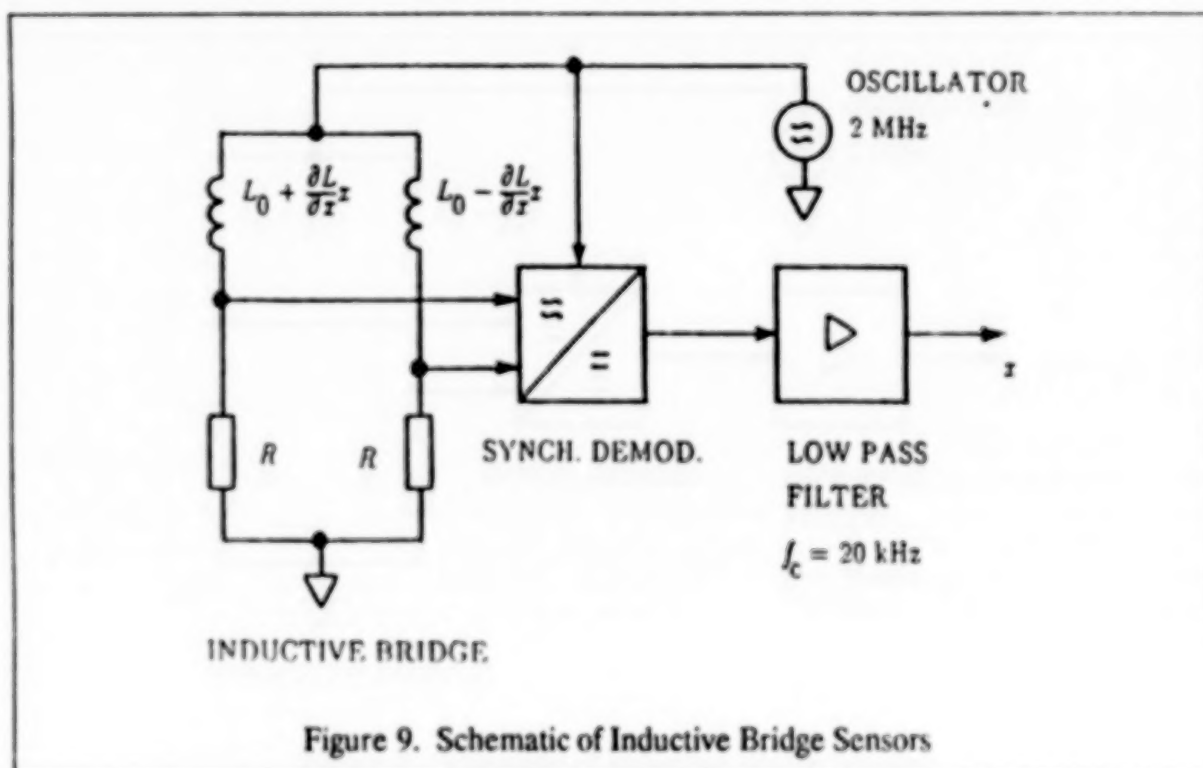 OSCILLATOR
2 MHz
L₀ + ∂L/∂x x
L₀ − ∂L/∂x x
R
R
SYNCH. DEMOD.
LOW PASS
FILTER
f_c = 20 kHz
x
INDUCTIVE BRIDGE
Figure 9. Schematic of Inductive Bridge Sensors